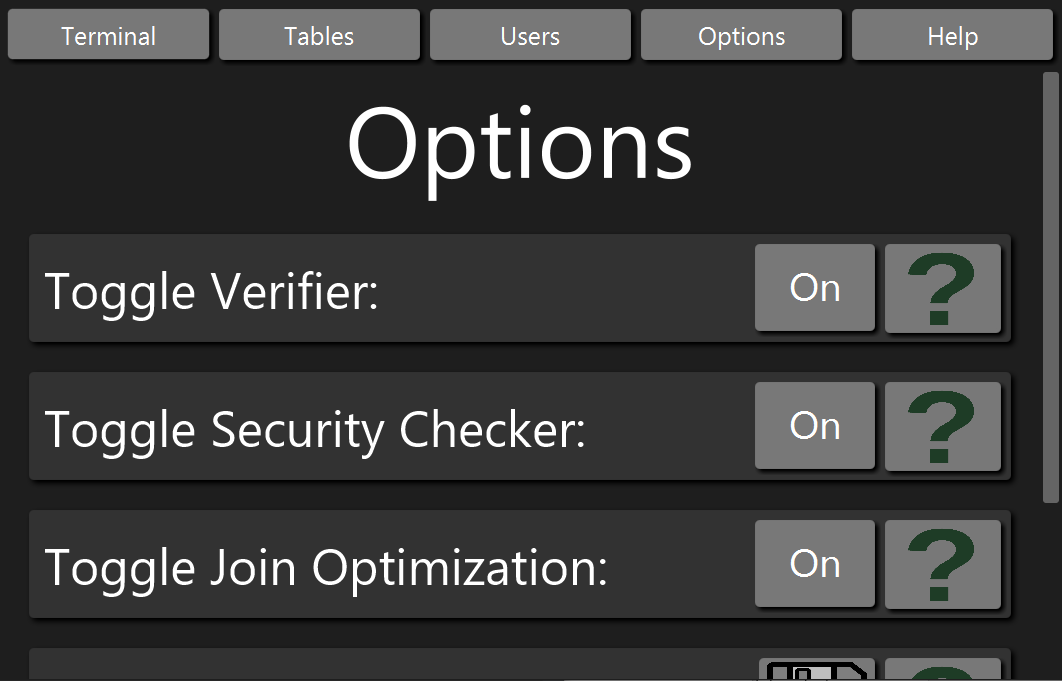 Terminal Tables Users Options Help
Options
Toggle Verifier: On ?
Toggle Security Checker: On ?
Toggle Join Optimization: On ?